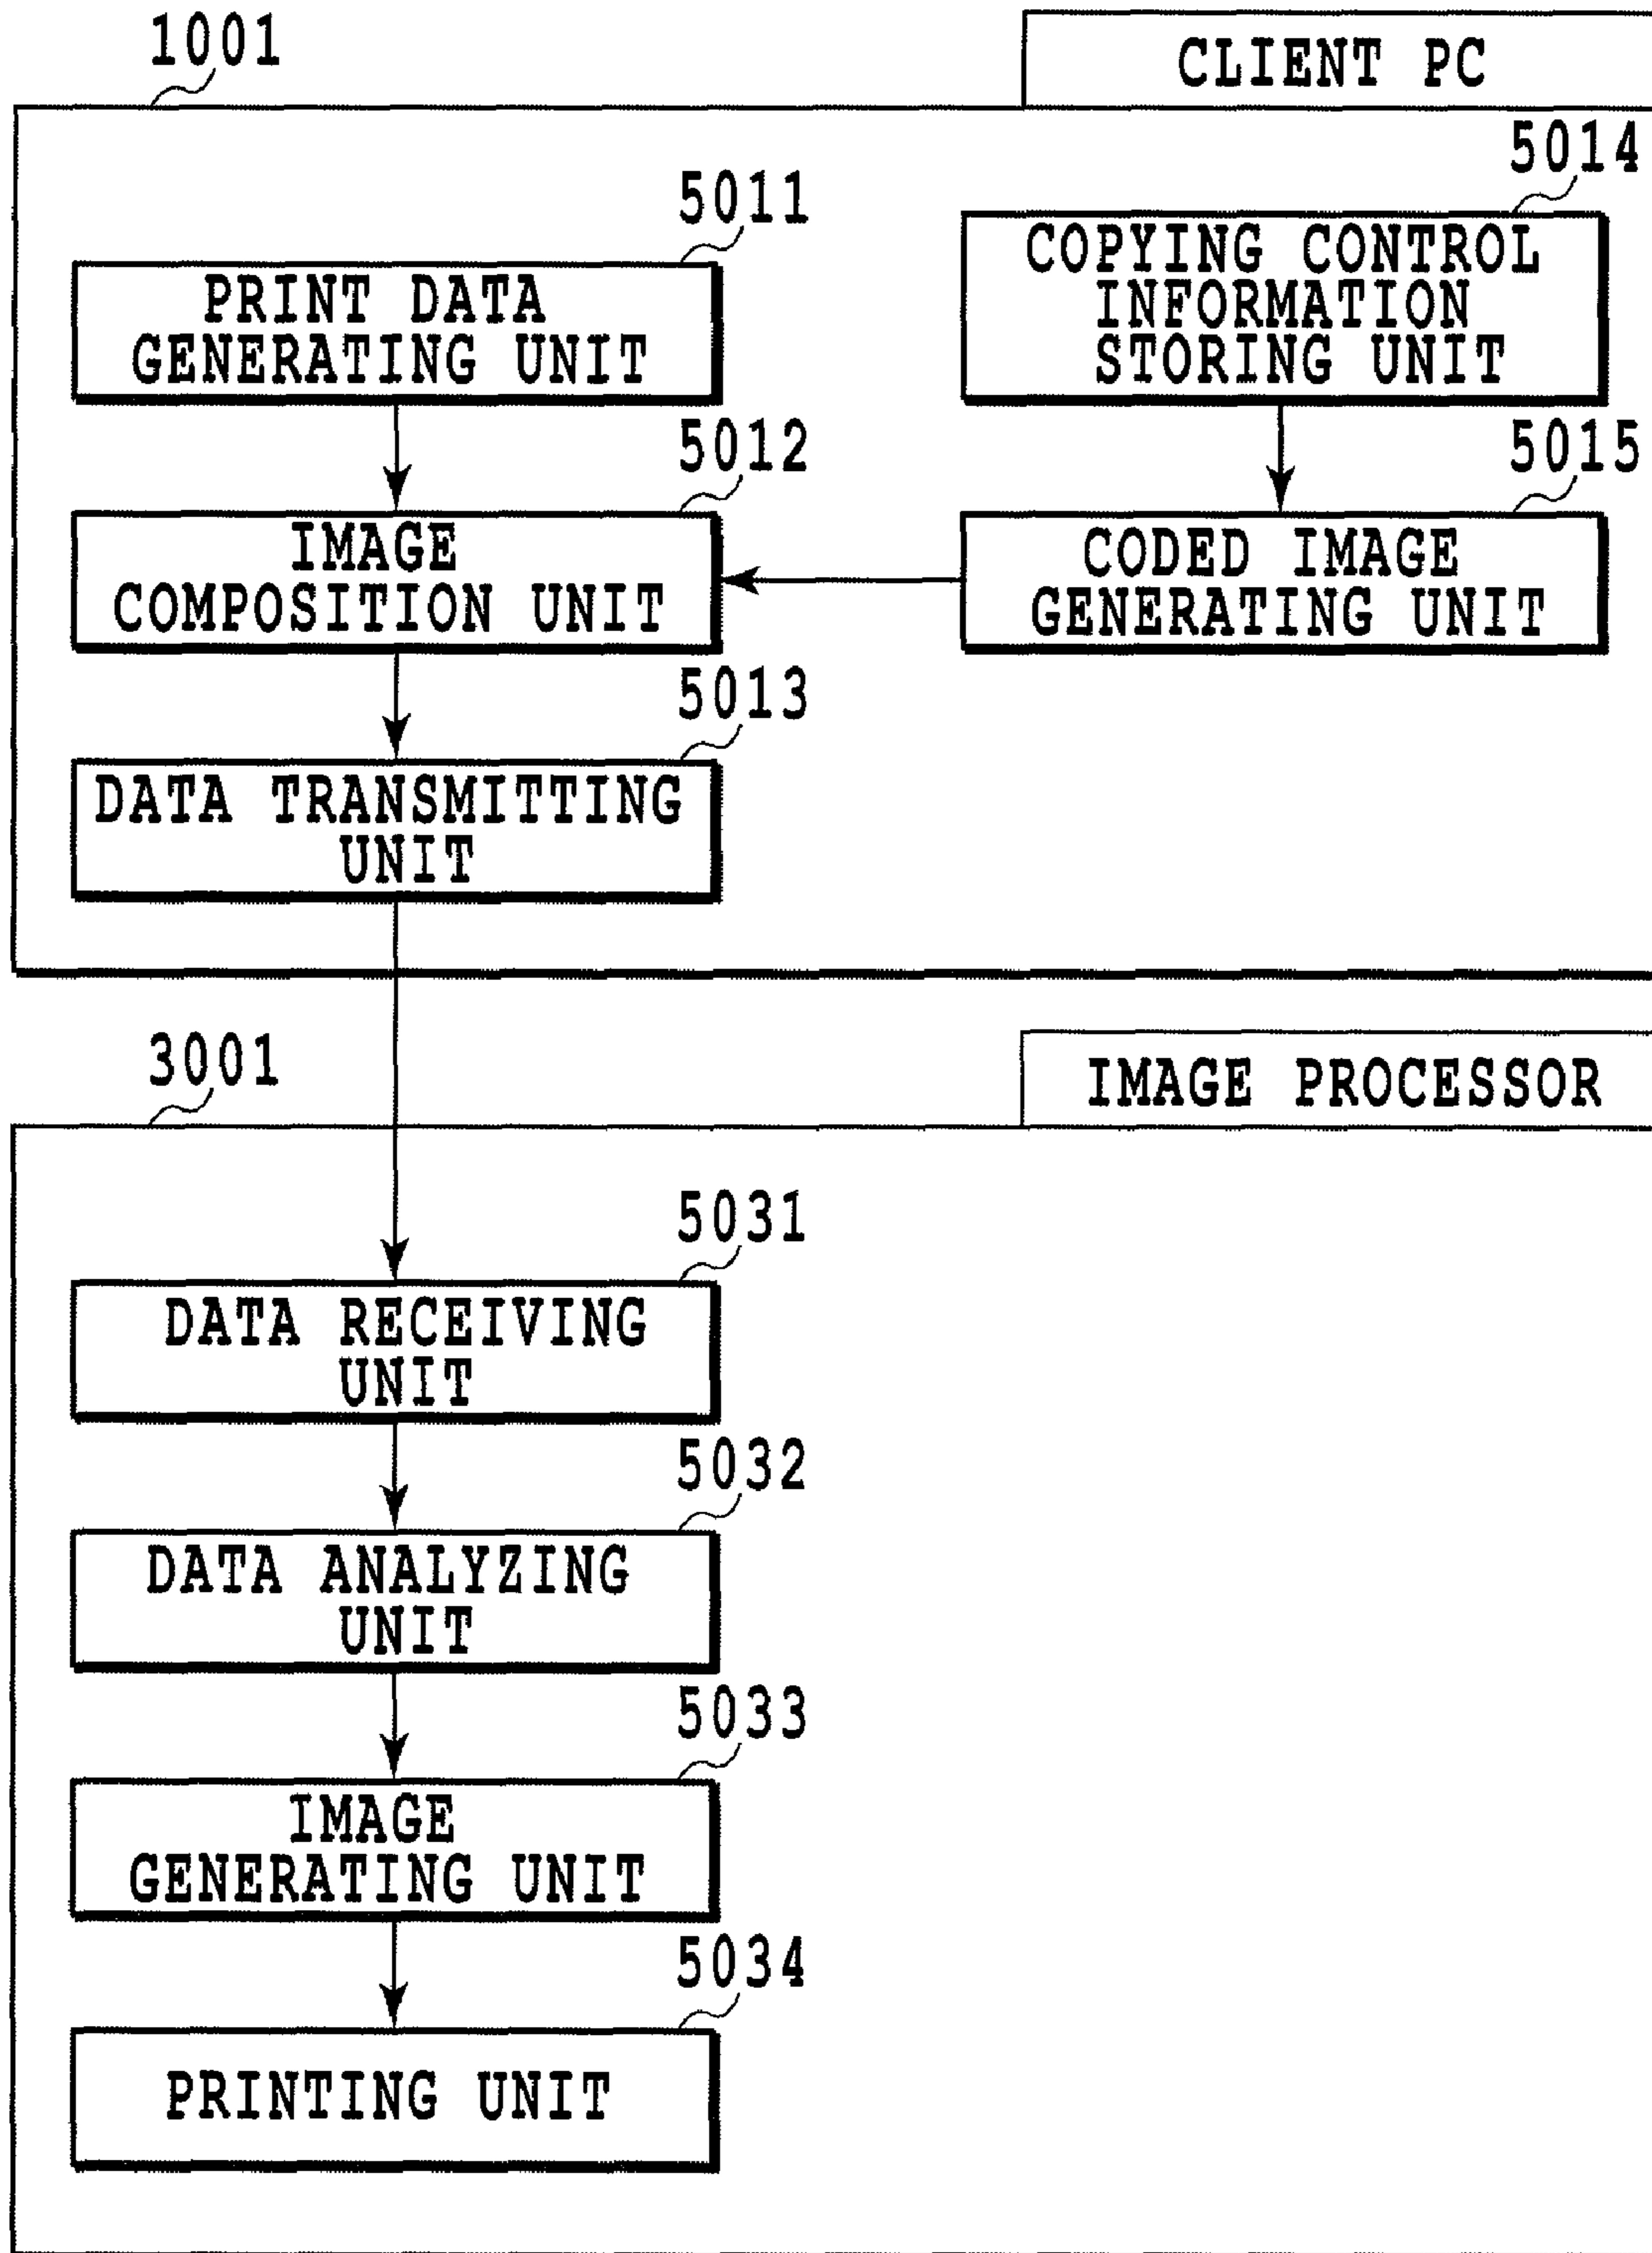 1001
CLIENT PC
5011
PRINT DATA
GENERATING UNIT
5014
COPYING CONTROL
INFORMATION
STORING UNIT
5012
IMAGE
COMPOSITION UNIT
5015
CODED IMAGE
GENERATING UNIT
5013
DATA TRANSMITTING
UNIT
3001
IMAGE PROCESSOR
5031
DATA RECEIVING
UNIT
5032
DATA ANALYZING
UNIT
5033
IMAGE
GENERATING UNIT
5034
PRINTING UNIT